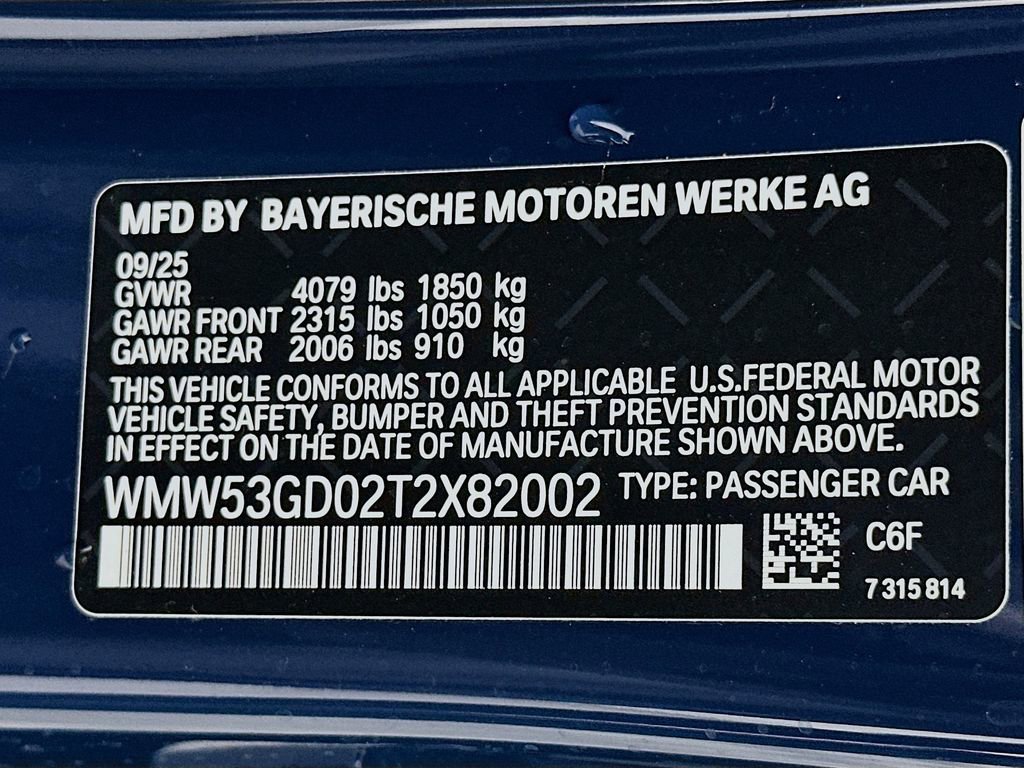 MFD BY BAYERISCHE MOTOREN WERKE AG
09/25
GVWR 4079 lbs 1850 kg
GAWR FRONT 2315 lbs 1050 kg
GAWR REAR 2006 lbs 910 kg
THIS VEHICLE CONFORMS TO ALL APPLICABLE U.S.FEDERAL MOTOR
VEHICLE SAFETY, BUMPER AND THEFT PREVENTION STANDARDS
IN EFFECT ON THE DATE OF MANUFACTURE SHOWN ABOVE.
WMW53GD02T2X82002 TYPE: PASSENGER CAR
C6F
7 315 814